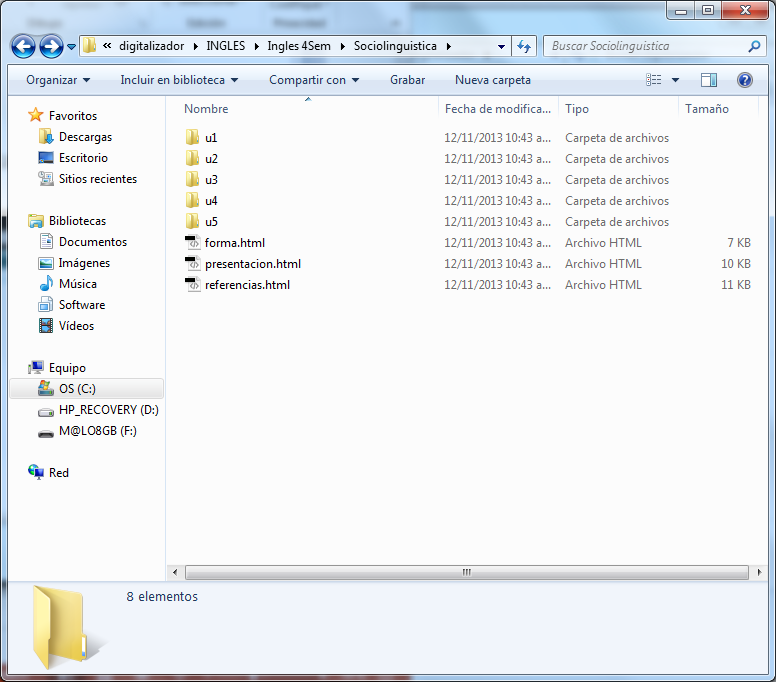 « digitalizador INGLES Ingles 4Sem Sociolinguistica Buscar Sociolinguistica
Organizar Incluir en biblioteca Compartir con Grabar Nueva carpeta
Nombre Fecha de modifica... Tipo Tamaño
Favoritos
Descargas
Escritorio
Sitios recientes
Bibliotecas
Documentos
Imágenes
Música
Software
Vídeos
Equipo
OS (C:)
HP_RECOVERY (D:)
M@LO8GB (F:)
Red
u1 12/11/2013 10:43 a... Carpeta de archivos
u2 12/11/2013 10:43 a... Carpeta de archivos
u3 12/11/2013 10:43 a... Carpeta de archivos
u4 12/11/2013 10:43 a... Carpeta de archivos
u5 12/11/2013 10:43 a... Carpeta de archivos
forma.html 12/11/2013 10:43 a... Archivo HTML 7 KB
presentacion.html 12/11/2013 10:43 a... Archivo HTML 10 KB
referencias.html 12/11/2013 10:43 a... Archivo HTML 11 KB
8 elementos